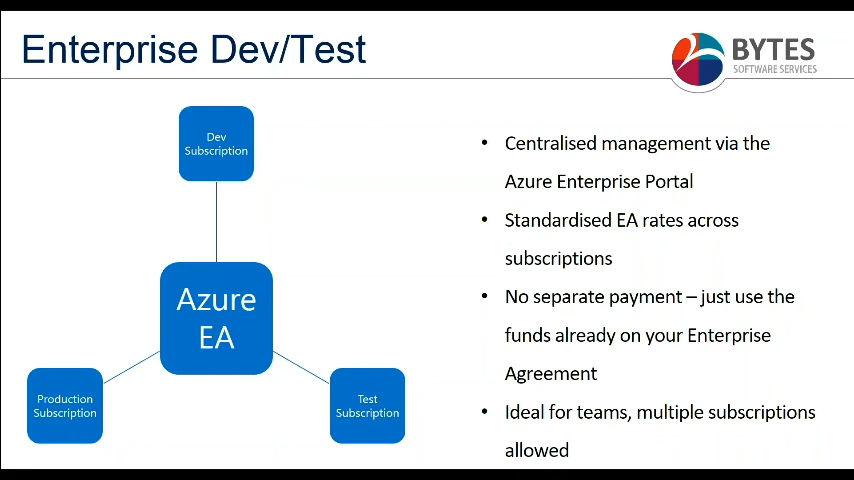 Enterprise Dev/Test
BYTES
SOFTWARE SERVICES
Dev
Subscription
Azure
EA
Production
Subscription
Test
Subscription
• Centralised management via the
Azure Enterprise Portal
• Standardised EA rates across
subscriptions
• No separate payment – just use the
funds already on your Enterprise
Agreement
• Ideal for teams, multiple subscriptions
allowed